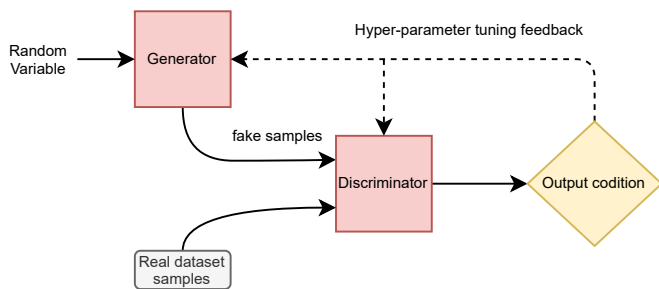 Hyper-parameter tuning feedback
Random
Variable
Generator
fake samples
Discriminator
Output codition
Real dataset
samples